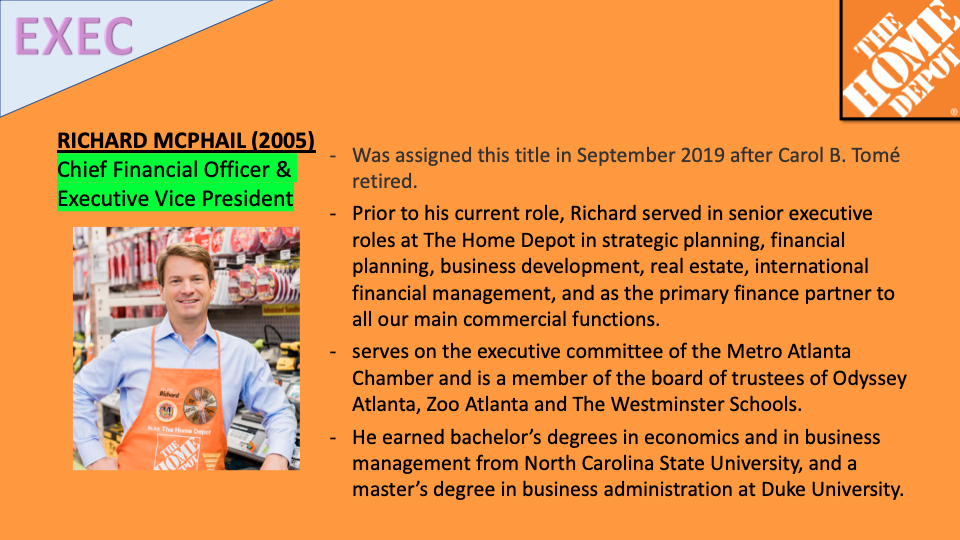 EXEC
THE
HOME
DEPOT
®
RICHARD MCPHAIL (2005)
Chief Financial Officer &
Executive Vice President
- Was assigned this title in September 2019 after Carol B. Tomé
retired.
- Prior to his current role, Richard served in senior executive
roles at The Home Depot in strategic planning, financial
planning, business development, real estate, international
financial management, and as the primary finance partner to
all our main commercial functions.
- serves on the executive committee of the Metro Atlanta
Chamber and is a member of the board of trustees of Odyssey
Atlanta, Zoo Atlanta and The Westminster Schools.
- He earned bachelor’s degrees in economics and in business
management from North Carolina State University, and a
master’s degree in business administration at Duke University.
Richard
The Home Depot
THE
HOME
DEPOT